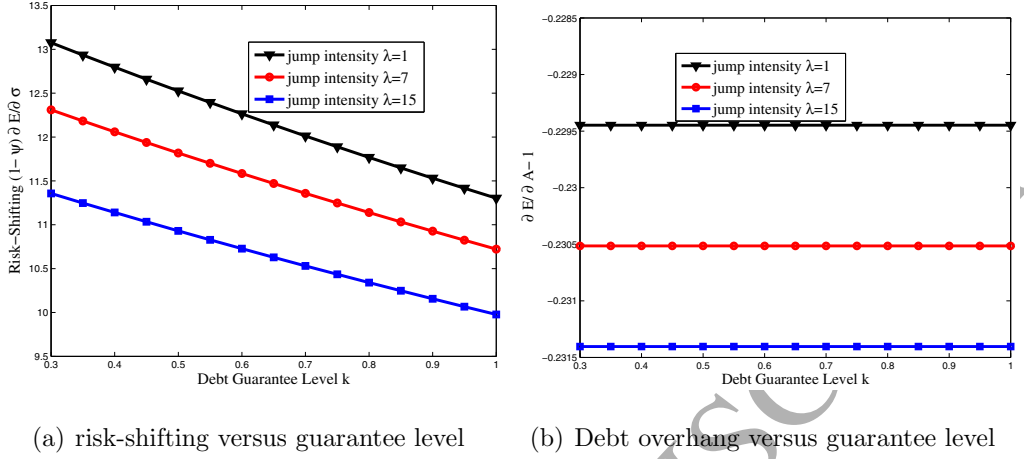 13.5
13
12.5
12
11.5
11
10.5
10
9.5
Risk−Shifting (1− ψ) ∂ E/∂ σ
jump intensity λ=1
jump intensity λ=7
jump intensity λ=15
0.3 0.4 0.5 0.6 0.7 0.8 0.9 1
Debt Guarantee Level k
(a) risk-shifting versus guarantee level
−0.2285
−0.229
−0.2295
−0.23
−0.2305
−0.231
−0.2315
∂ E/ ∂ A− 1
jump intensity λ=1
jump intensity λ=7
jump intensity λ=15
0.3 0.4 0.5 0.6 0.7 0.8 0.9 1
Debt Guarantee Level k
(b) Debt overhang versus guarantee level